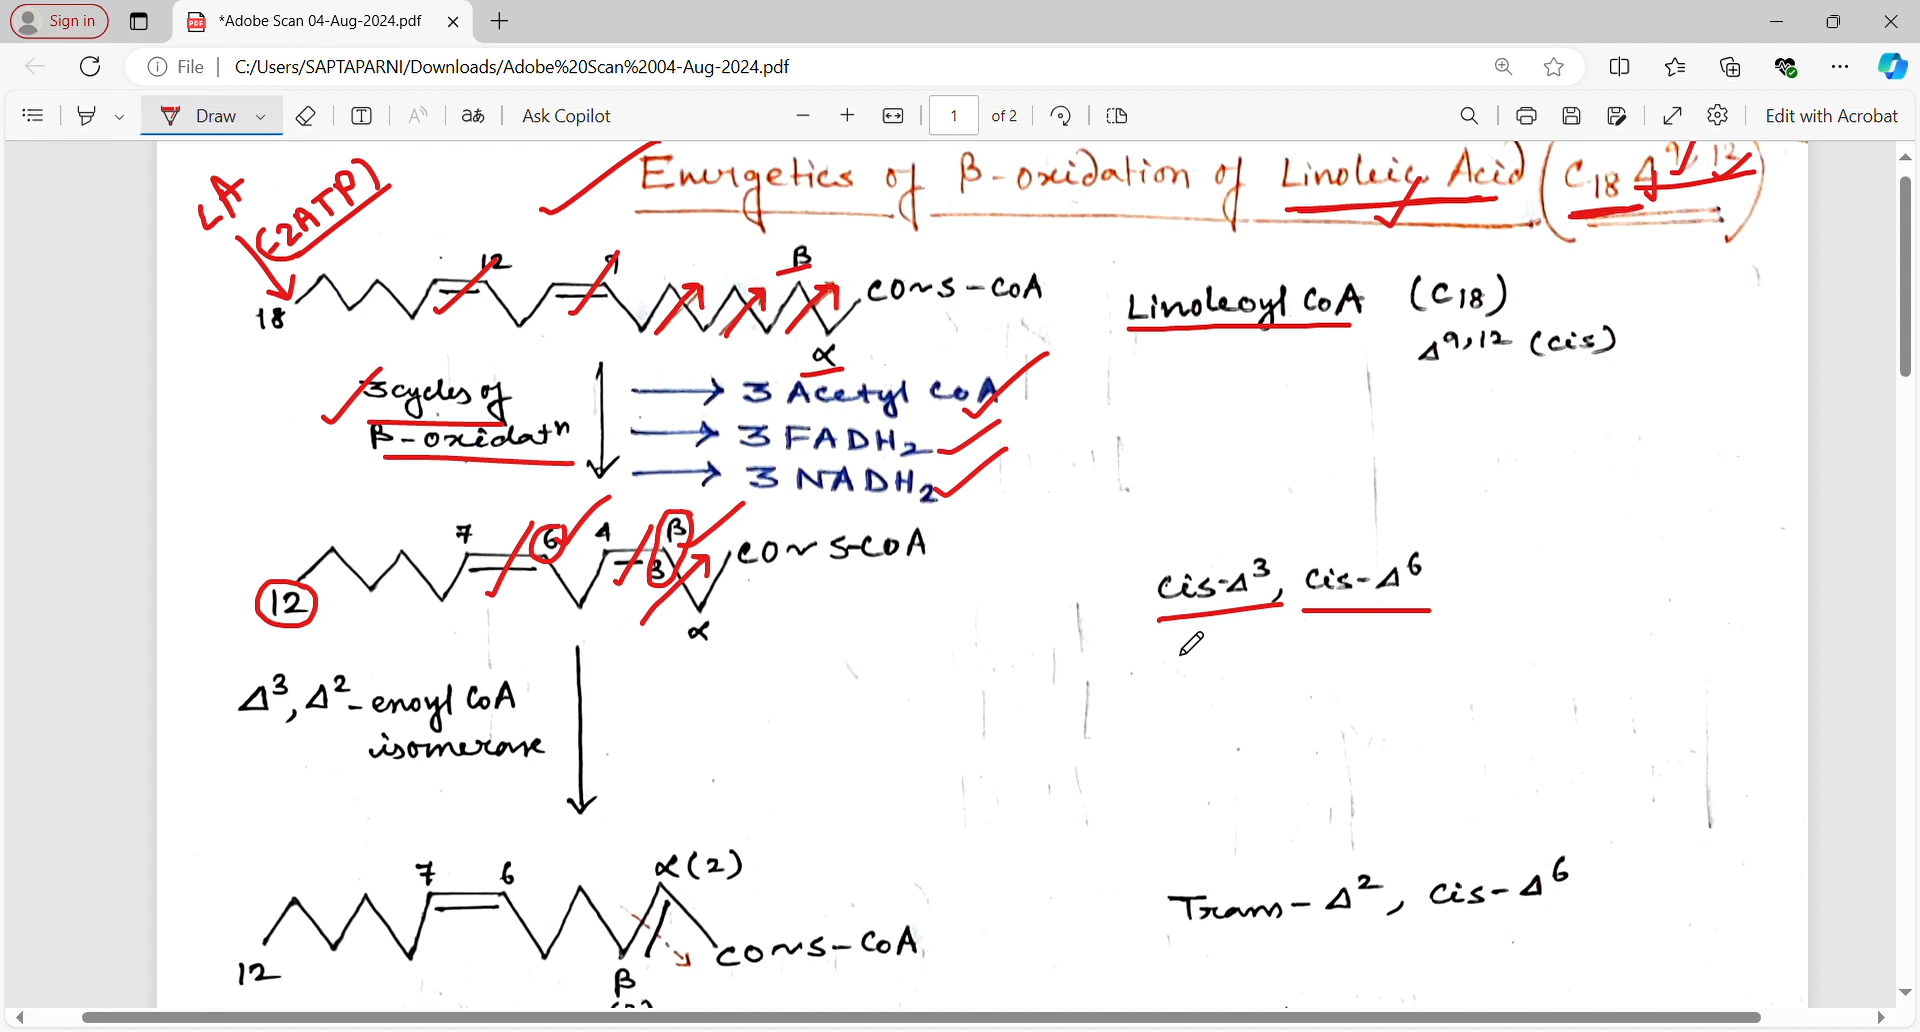 Sign in
*Adobe Scan 04-Aug-2024.pdf
File
C:/Users/SAPTAPARNI/Downloads/Adobe%20Scan%2004-Aug-2024.pdf
Draw
Ask Copilot
1 of 2
Edit with Acrobat
LA
(-2ATP)
Energetics of β-oxidation of Linoleic Acid (C18 Δ9,12)
18 12 9 β α CO~S-CoA
Linoleoyl CoA (C18)
Δ9,12 (cis)
3 cycles of
β-oxidatn
→ 3 Acetyl CoA
→ 3 FADH2
→ 3 NADH2
12 7 6 4 β 3 α CO~S-CoA
cis-Δ3, cis-Δ6
Δ3, Δ2-enoyl CoA
isomerase
12 7 6 α(2) β CO~S-CoA
Trans-Δ2, cis-Δ6